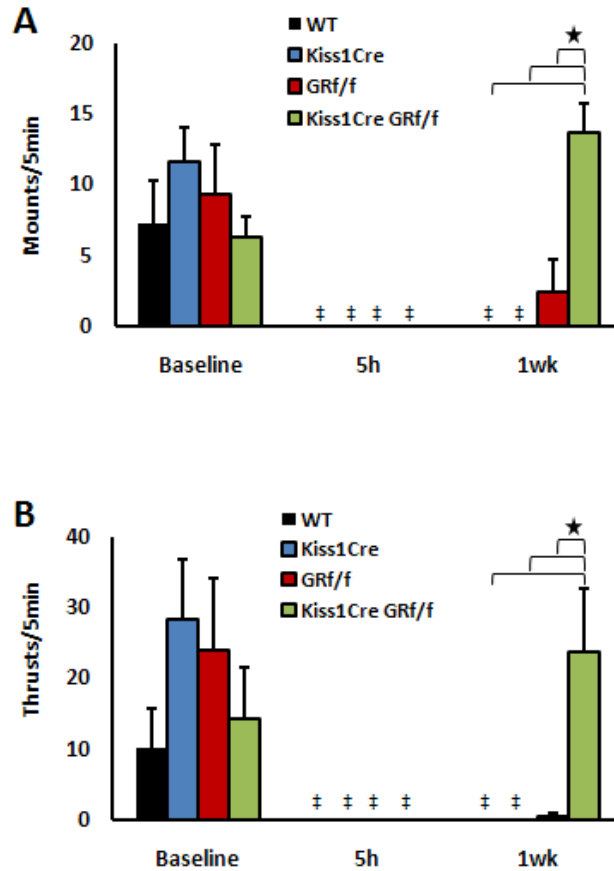 A
WT
Kiss1Cre
GRf/f
Kiss1Cre GRf/f
★
Mounts/5min
20
15
10
5
0
‡ ‡ ‡ ‡ ‡ ‡
Baseline 5h 1wk
B
WT
Kiss1Cre
GRf/f
Kiss1Cre GRf/f
★
Thrusts/5min
40
30
20
10
0
‡ ‡ ‡ ‡ ‡ ‡
Baseline 5h 1wk